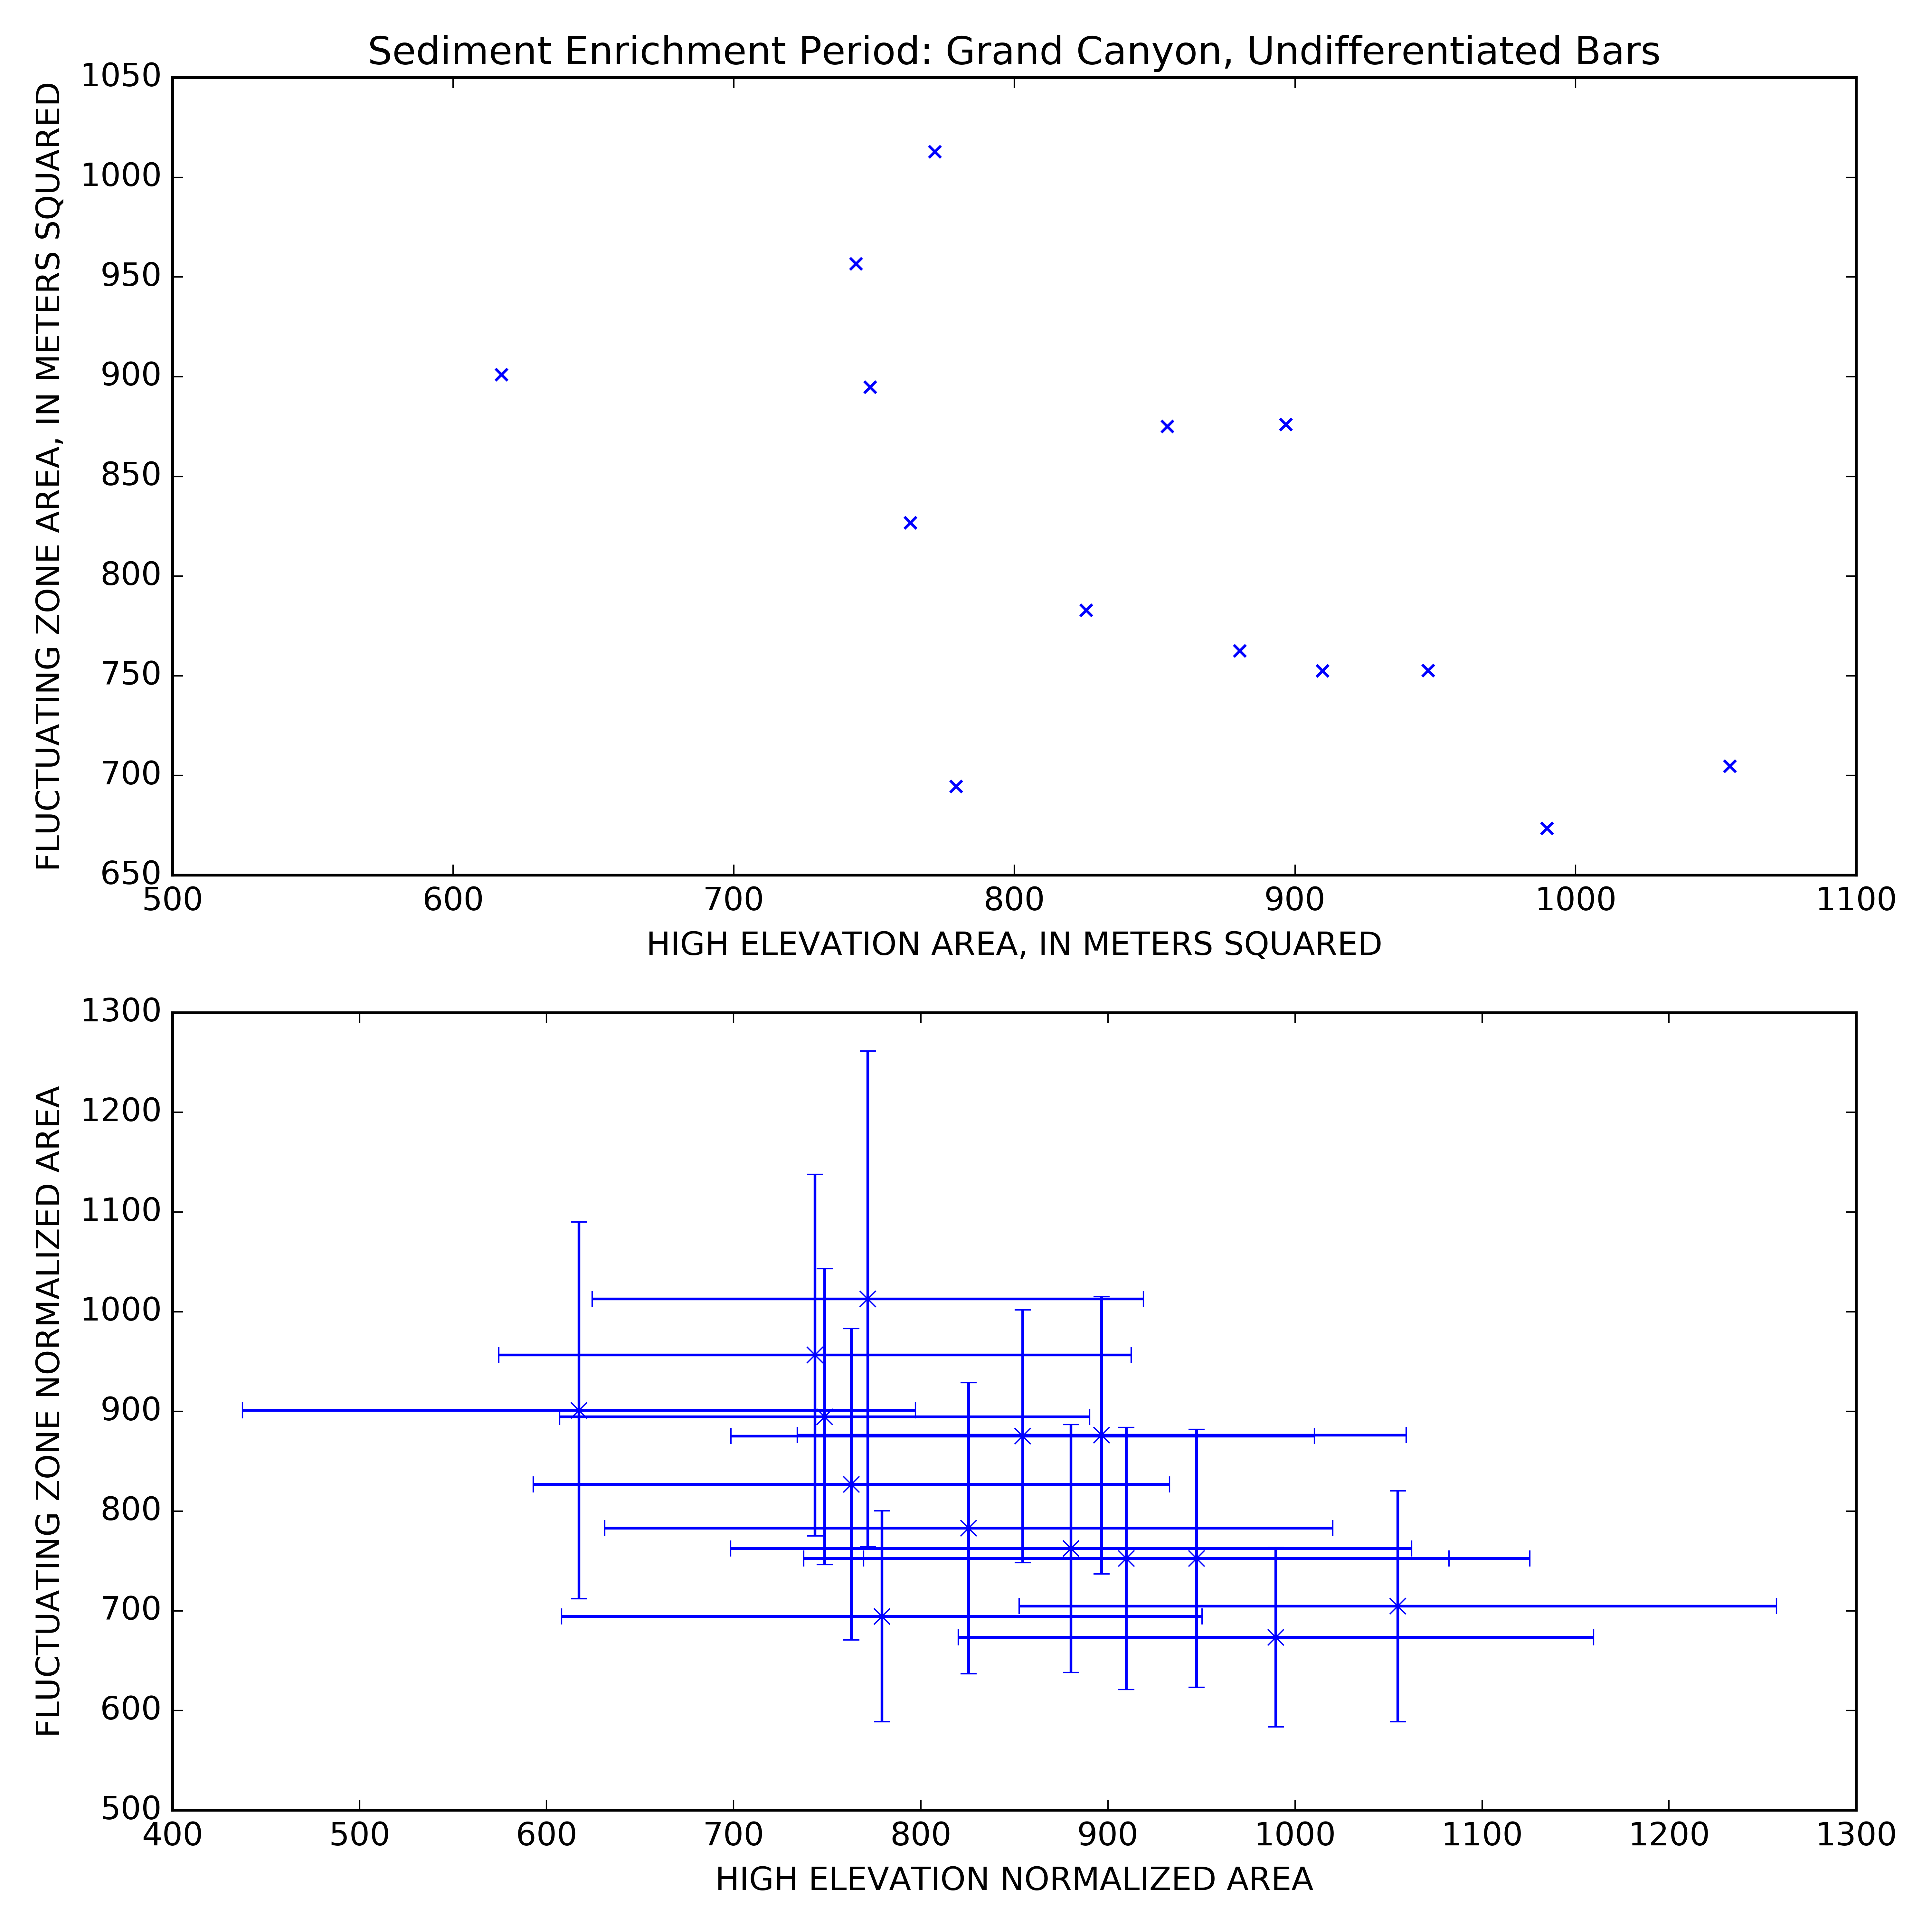 Sediment Enrichment Period: Grand Canyon, Undifferentiated Bars
1050
1000
950
900
850
800
750
700
650
FLUCTUATING ZONE AREA, IN METERS SQUARED
500 600 700 800 900 1000 1100
HIGH ELEVATION AREA, IN METERS SQUARED
1300
1200
1100
1000
900
800
700
600
500
FLUCTUATING ZONE NORMALIZED AREA
400 500 600 700 800 900 1000 1100 1200 1300
HIGH ELEVATION NORMALIZED AREA